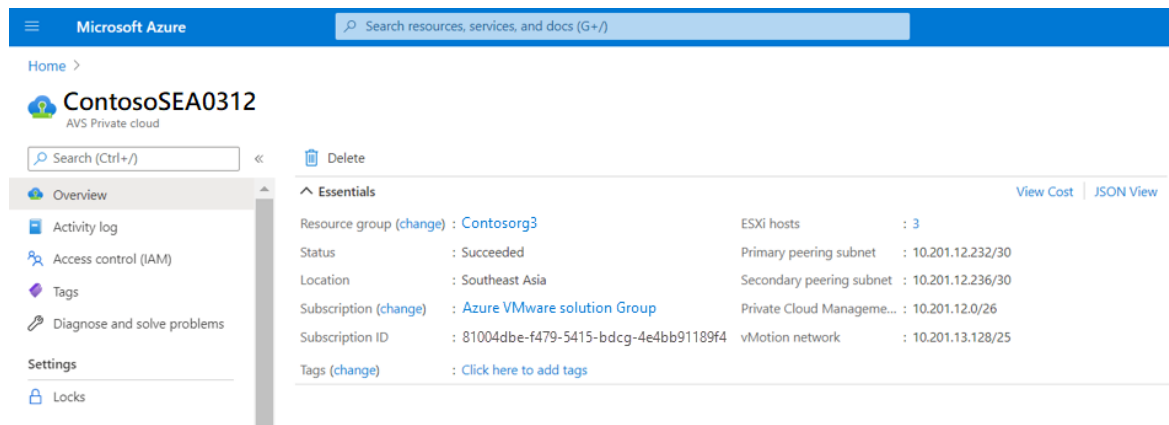 Microsoft Azure
Search resources, services, and docs (G+/)
Home >
ContosoSEA0312
AVS Private cloud
Search (Ctrl+/)
«
Delete
Overview
Activity log
Access control (IAM)
Tags
Diagnose and solve problems
Settings
Locks
Essentials
View Cost | JSON View
Resource group (change) : Contosorg3
Status : Succeeded
Location : Southeast Asia
Subscription (change) : Azure VMware solution Group
Subscription ID : 81004dbe-f479-5415-bdcg-4e4bb91189f4
Tags (change) : Click here to add tags
ESXi hosts : 3
Primary peering subnet : 10.201.12.232/30
Secondary peering subnet : 10.201.12.236/30
Private Cloud Manageme... : 10.201.12.0/26
vMotion network : 10.201.13.128/25